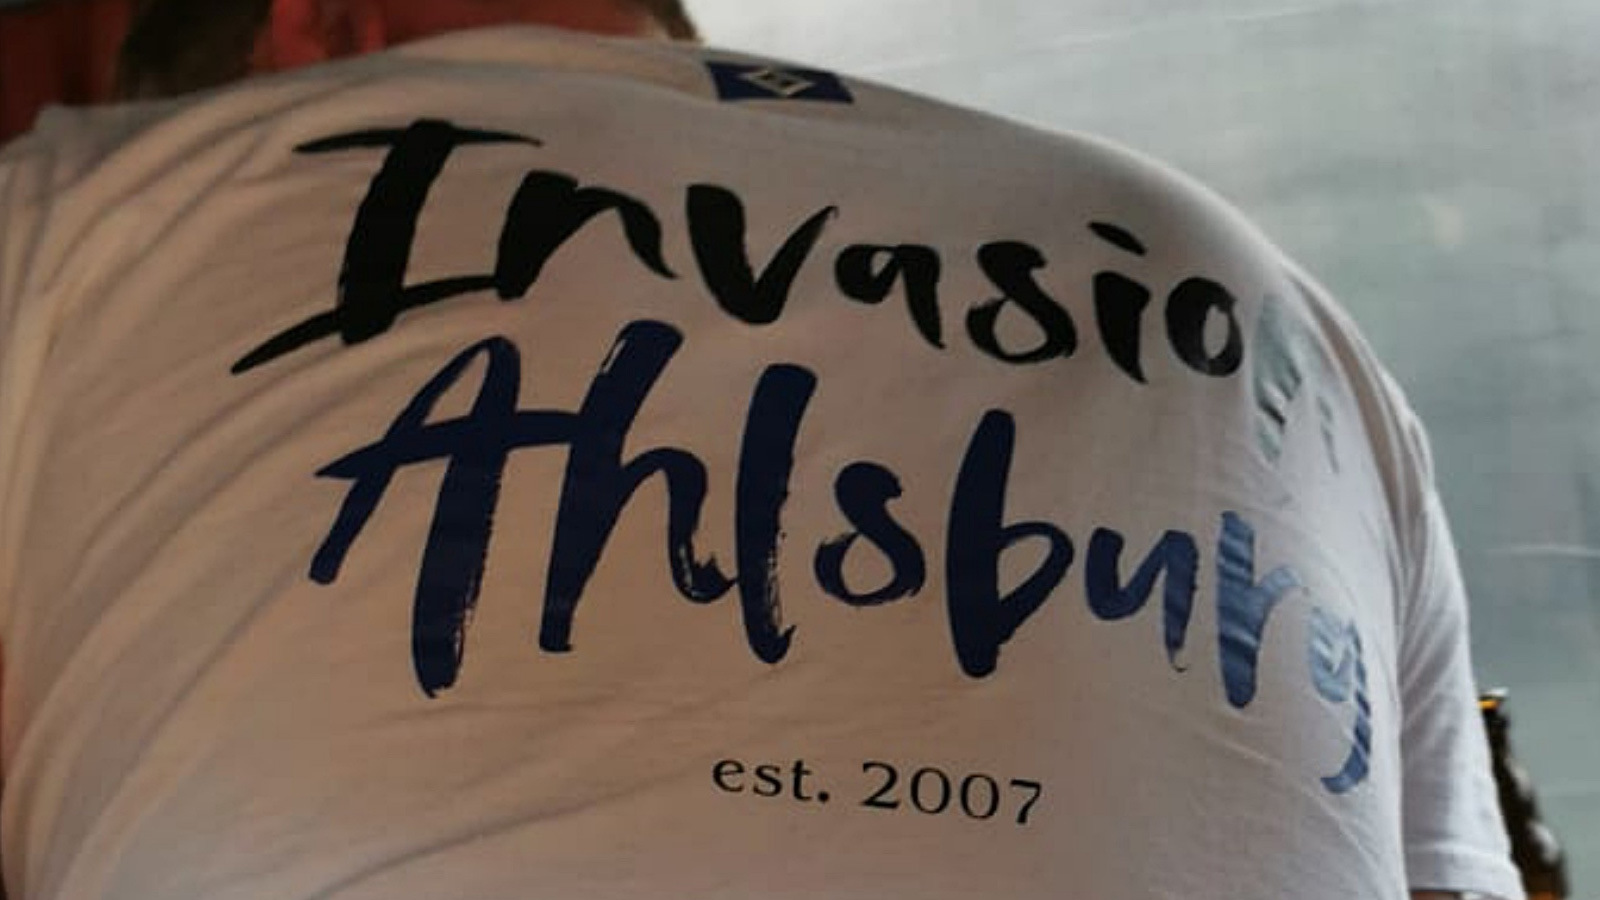 Invasion
Ahlsburg
est. 2007